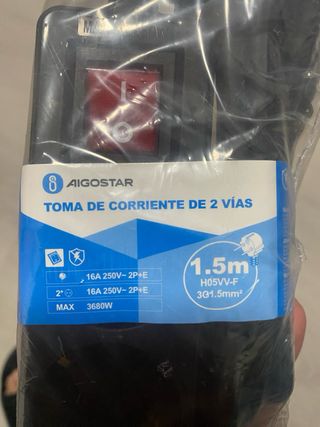 I
AIGOSTAR
TOMA DE CORRIENTE DE 2 VÍAS
16A 250V~ 2P+E
2* 16A 250V~ 2P+E
MAX 3680W
1.5m
H05VV-F
3G1.5mm²